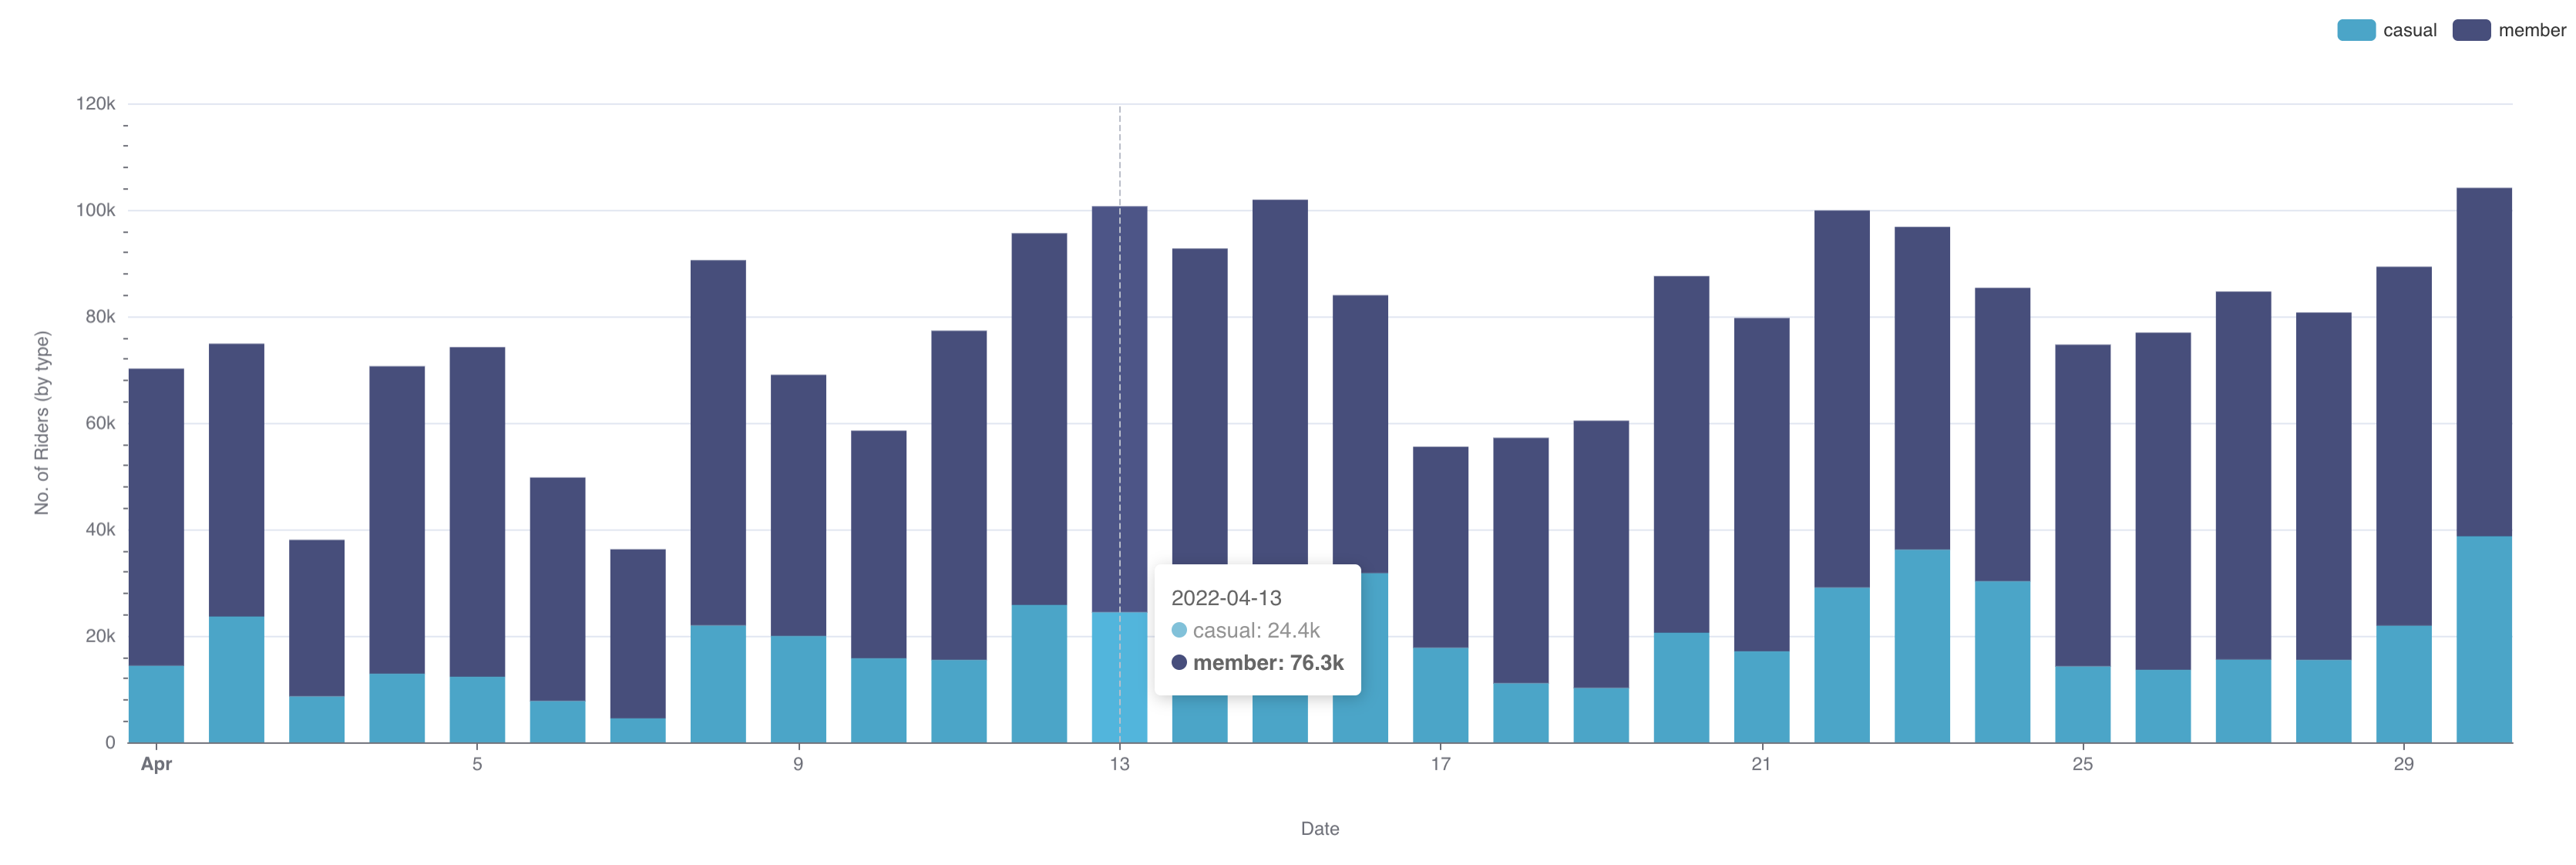 casual member
120k
100k
80k
60k
40k
20k
0
No. of Riders (by type)
2022-04-13
casual: 24.4k
member: 76.3k
Apr 5 9 13 17 21 25 29
Date